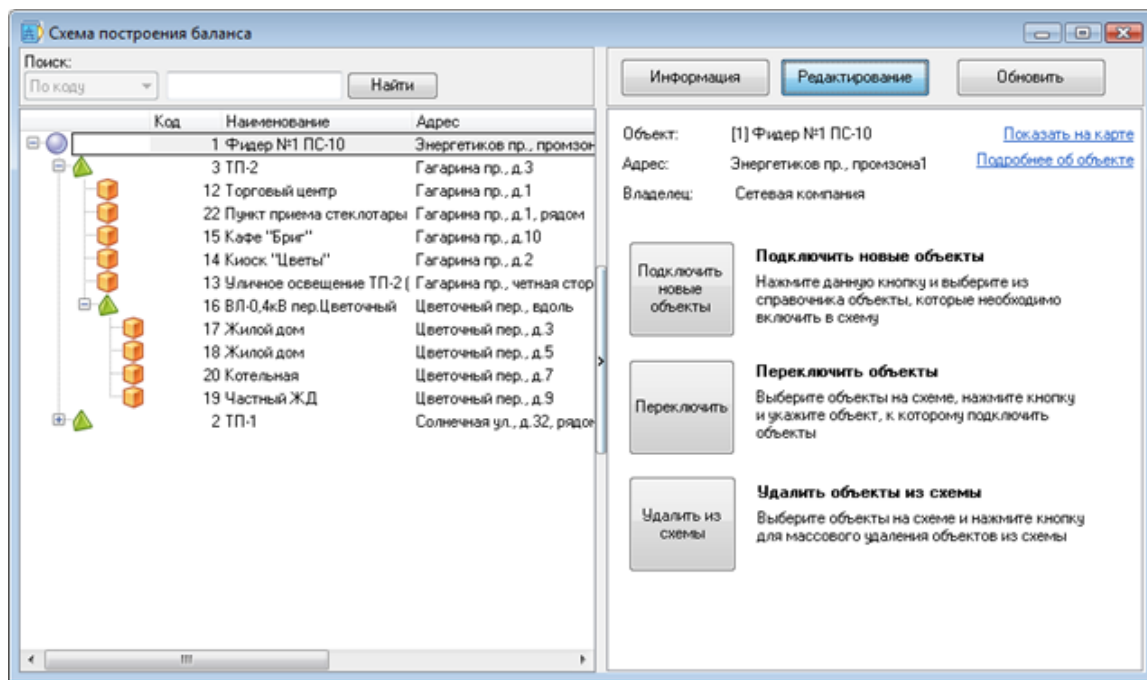 Схема построения баланса
Поиск:
По коду
Найти
Код Наименование Адрес
1 Фидер №1 ПС-10 Энергетиков пр., промзон
3 ТП-2 Гагарина пр., д.3
12 Торговый центр Гагарина пр., д.1
22 Пункт приема стеклотары Гагарина пр., д.1, рядом
15 Кафе "Бриг" Гагарина пр., д.10
14 Киоск "Цветы" Гагарина пр., д.2
13 Уличное освещение ТП-2 ( Гагарина пр., четная стор
16 ВЛ-0,4кВ пер.Цветочный Цветочный пер., вдоль
17 Жилой дом Цветочный пер., д.3
18 Жилой дом Цветочный пер., д.5
20 Котельная Цветочный пер., д.7
19 Частный ЖД Цветочный пер., д.9
2 ТП-1 Солнечная ул., д.32, рядом
Информация Редактирование Обновить
Объект: [1] Фидер №1 ПС-10 Показать на карте
Адрес: Энергетиков пр., промзона1 Подробнее об объекте
Владелец: Сетевая компания
Подключить
новые
объекты
Подключить новые объекты
Нажмите данную кнопку и выберите из
справочника объекты, которые необходимо
включить в схему
Переключить
Переключить объекты
Выберите объекты на схеме, нажмите кнопку
и укажите объект, к которому подключить
объекты
Удалить из
схемы
Удалить объекты из схемы
Выберите объекты на схеме и нажмите кнопку
для массового удаления объектов из схемы